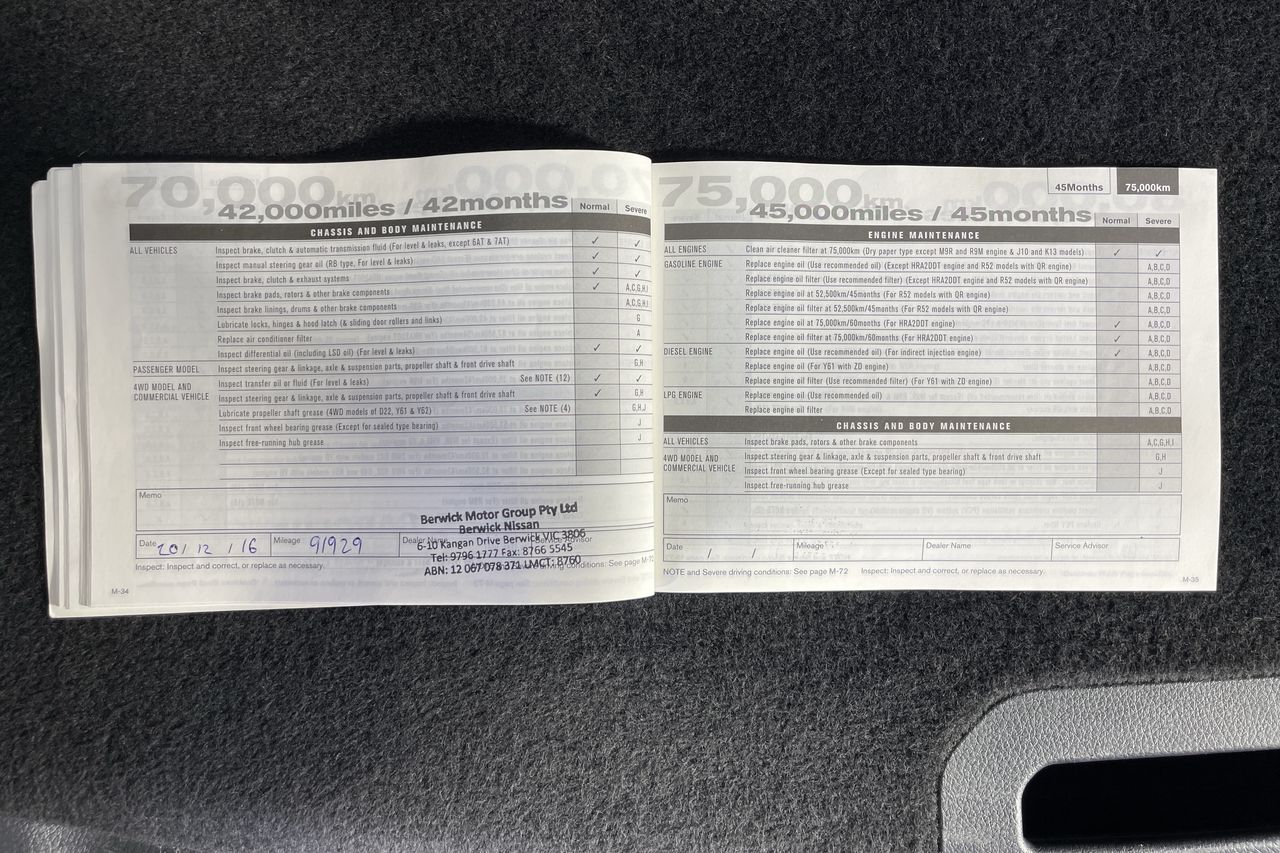 70,000km
42,000miles / 42months
Normal Severe
CHASSIS AND BODY MAINTENANCE
ALL VEHICLES Inspect brake, clutch & automatic transmission fluid (For level & leaks, except 6AT & 7AT) ✓ ✓
Inspect manual steering gear oil (RB type, For level & leaks) ✓ ✓
Inspect brake, clutch & exhaust systems ✓ ✓
Inspect brake pads, rotors & other brake components ✓ A,C,G,H,I
Inspect brake linings, drums & other brake components A,C,G,H,I
Lubricate locks, hinges & hood latch (& sliding door rollers and links) G
Replace air conditioner filter A
Inspect differential oil (including LSD oil) (For level & leaks) ✓ ✓
PASSENGER MODEL Inspect steering gear & linkage, axle & suspension parts, propeller shaft & front drive shaft G,H
4WD MODEL AND Inspect transfer oil or fluid (For level & leaks) See NOTE (12) ✓ ✓
COMMERCIAL VEHICLE Inspect steering gear & linkage, axle & suspension parts, propeller shaft & front drive shaft ✓ G,H
Lubricate propeller shaft grease (4WD models of D22, Y61 & Y62) See NOTE (4) G,H,J
Inspect front wheel bearing grease (Except for sealed type bearing) J
Inspect free-running hub grease J
Memo
Berwick Motor Group Pty Ltd
Berwick Nissan
6-10 Kangan Drive Berwick VIC 3806
Tel: 9796 1777 Fax: 8766 5545
ABN: 12 067 078 371 LMCT: 8760
Date 20 / 12 / 16 Mileage 91929 Dealer Name Service Advisor
Inspect: Inspect and correct, or replace as necessary. driving conditions: See page M-72
M-34
75,000km
45,000miles / 45months
45Months 75,000km
Normal Severe
ENGINE MAINTENANCE
ALL ENGINES Clean air cleaner filter at 75,000km (Dry paper type except M9R and R9M engine & J10 and K13 models) ✓ ✓
GASOLINE ENGINE Replace engine oil (Use recommended oil) (Except HRA2DDT engine and R52 models with QR engine) A,B,C,D
Replace engine oil filter (Use recommended filter) (Except HRA2DDT engine and R52 models with QR engine) A,B,C,D
Replace engine oil at 52,500km/45months (For R52 models with QR engine) A,B,C,D
Replace engine oil filter at 52,500km/45months (For R52 models with QR engine) A,B,C,D
Replace engine oil at 75,000km/60months (For HRA2DDT) ✓ A,B,C,D
Replace engine oil filter at 75,000km/60months (For HRA2DDT) ✓ A,B,C,D
DIESEL ENGINE Replace engine oil (Use recommended oil) (For indirect injection engine) ✓ A,B,C,D
Replace engine oil (For Y61 with ZD engine) A,B,C,D
Replace engine oil filter (Use recommended filter) (For Y61 with ZD engine) A,B,C,D
LPG ENGINE Replace engine oil (Use recommended oil) A,B,C,D
Replace engine oil filter A,B,C,D
CHASSIS AND BODY MAINTENANCE
ALL VEHICLES Inspect brake pads, rotors & other brake components A,C,G,H,I
4WD MODEL AND Inspect steering gear & linkage, axle & suspension parts, propeller shaft & front drive shaft G,H
COMMERCIAL VEHICLE Inspect front wheel bearing grease (Except for sealed type bearing) J
Inspect free-running hub grease J
Memo
Date / / Mileage Dealer Name Service Advisor
NOTE and Severe driving conditions: See page M-72 Inspect: Inspect and correct, or replace as necessary.
M-35